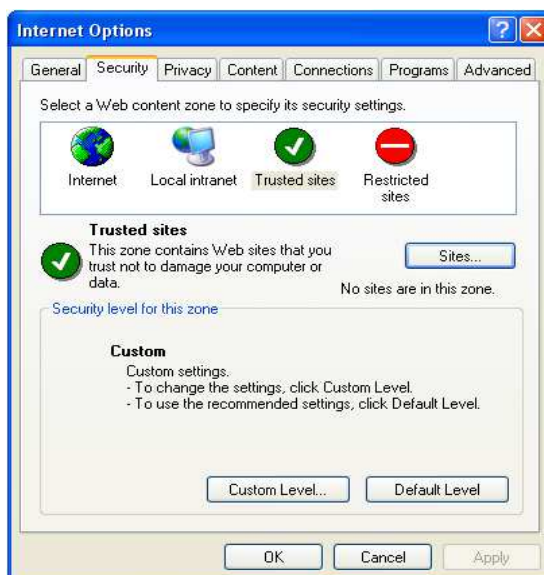 Internet Options
General Security Privacy Content Connections Programs Advanced
Select a Web content zone to specify its security settings.
Internet Local intranet Trusted sites Restricted sites
Trusted sites
This zone contains Web sites that you
trust not to damage your computer or
data.
Sites...
No sites are in this zone.
Security level for this zone
Custom
Custom settings.
- To change the settings, click Custom Level.
- To use the recommended settings, click Default Level.
Custom Level... Default Level
OK Cancel Apply